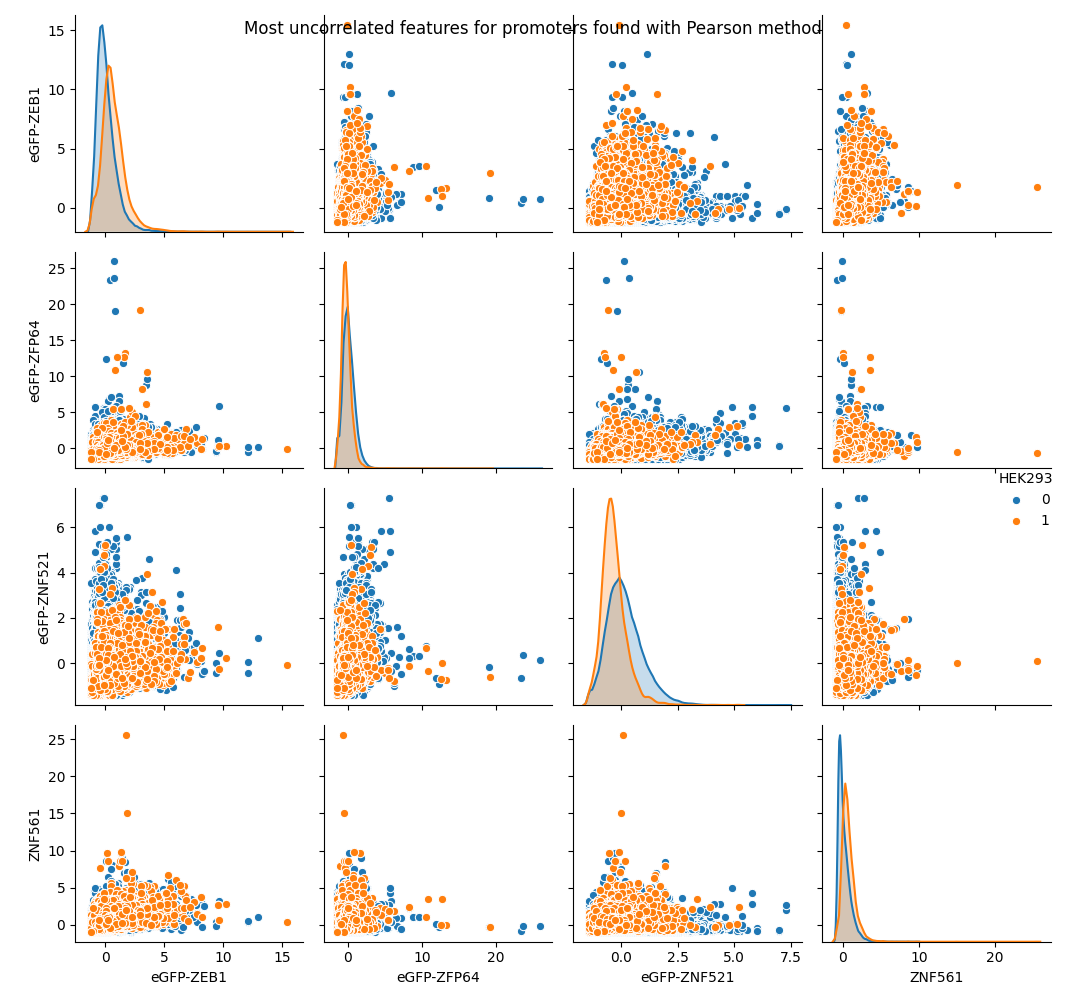 Most uncorrelated features for promoters found with Pearson method
15
10
5
0
eGFP-ZEB1
25
20
15
10
5
0
eGFP-ZFP64
HEK293
0
1
6
4
2
0
eGFP-ZNF521
25
20
15
10
5
0
ZNF561
0 5 10 15
0 10 20
0.0 2.5 5.0 7.5
0 10 20
eGFP-ZEB1
eGFP-ZFP64
eGFP-ZNF521
ZNF561